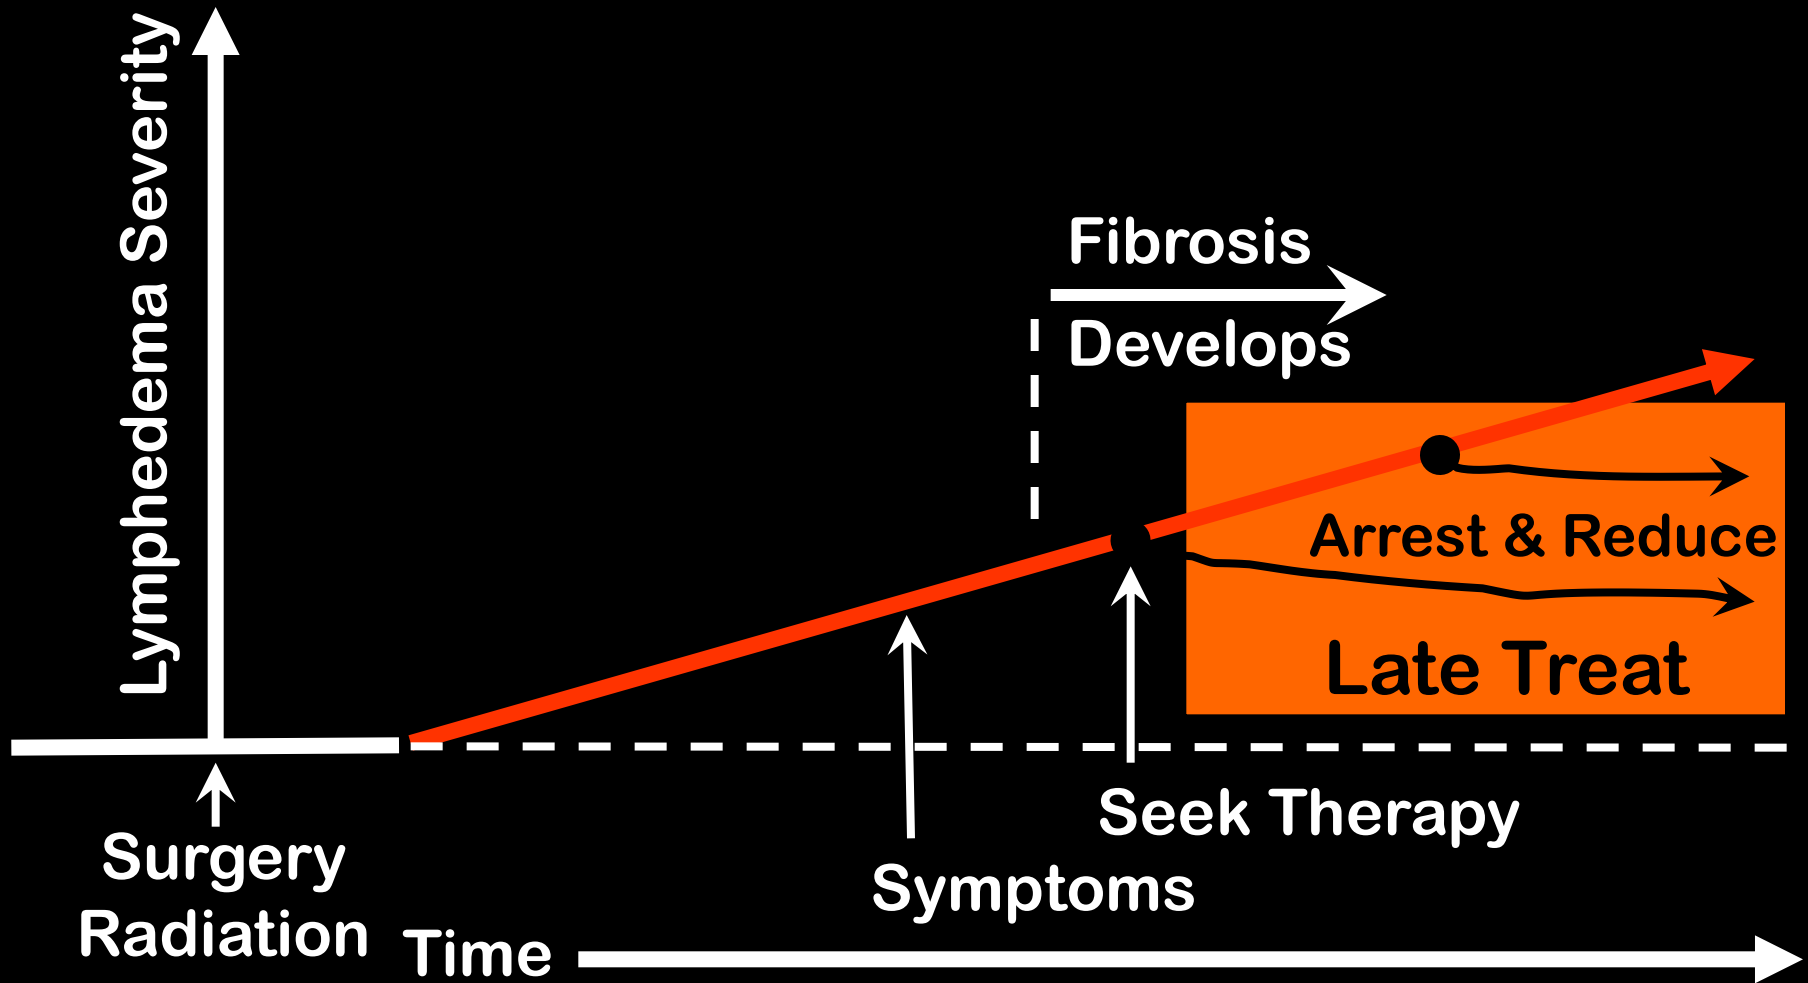 Lymphedema Severity
Fibrosis
Develops
Arrest & Reduce
Late Treat
Seek Therapy
Symptoms
Surgery
Radiation
Time